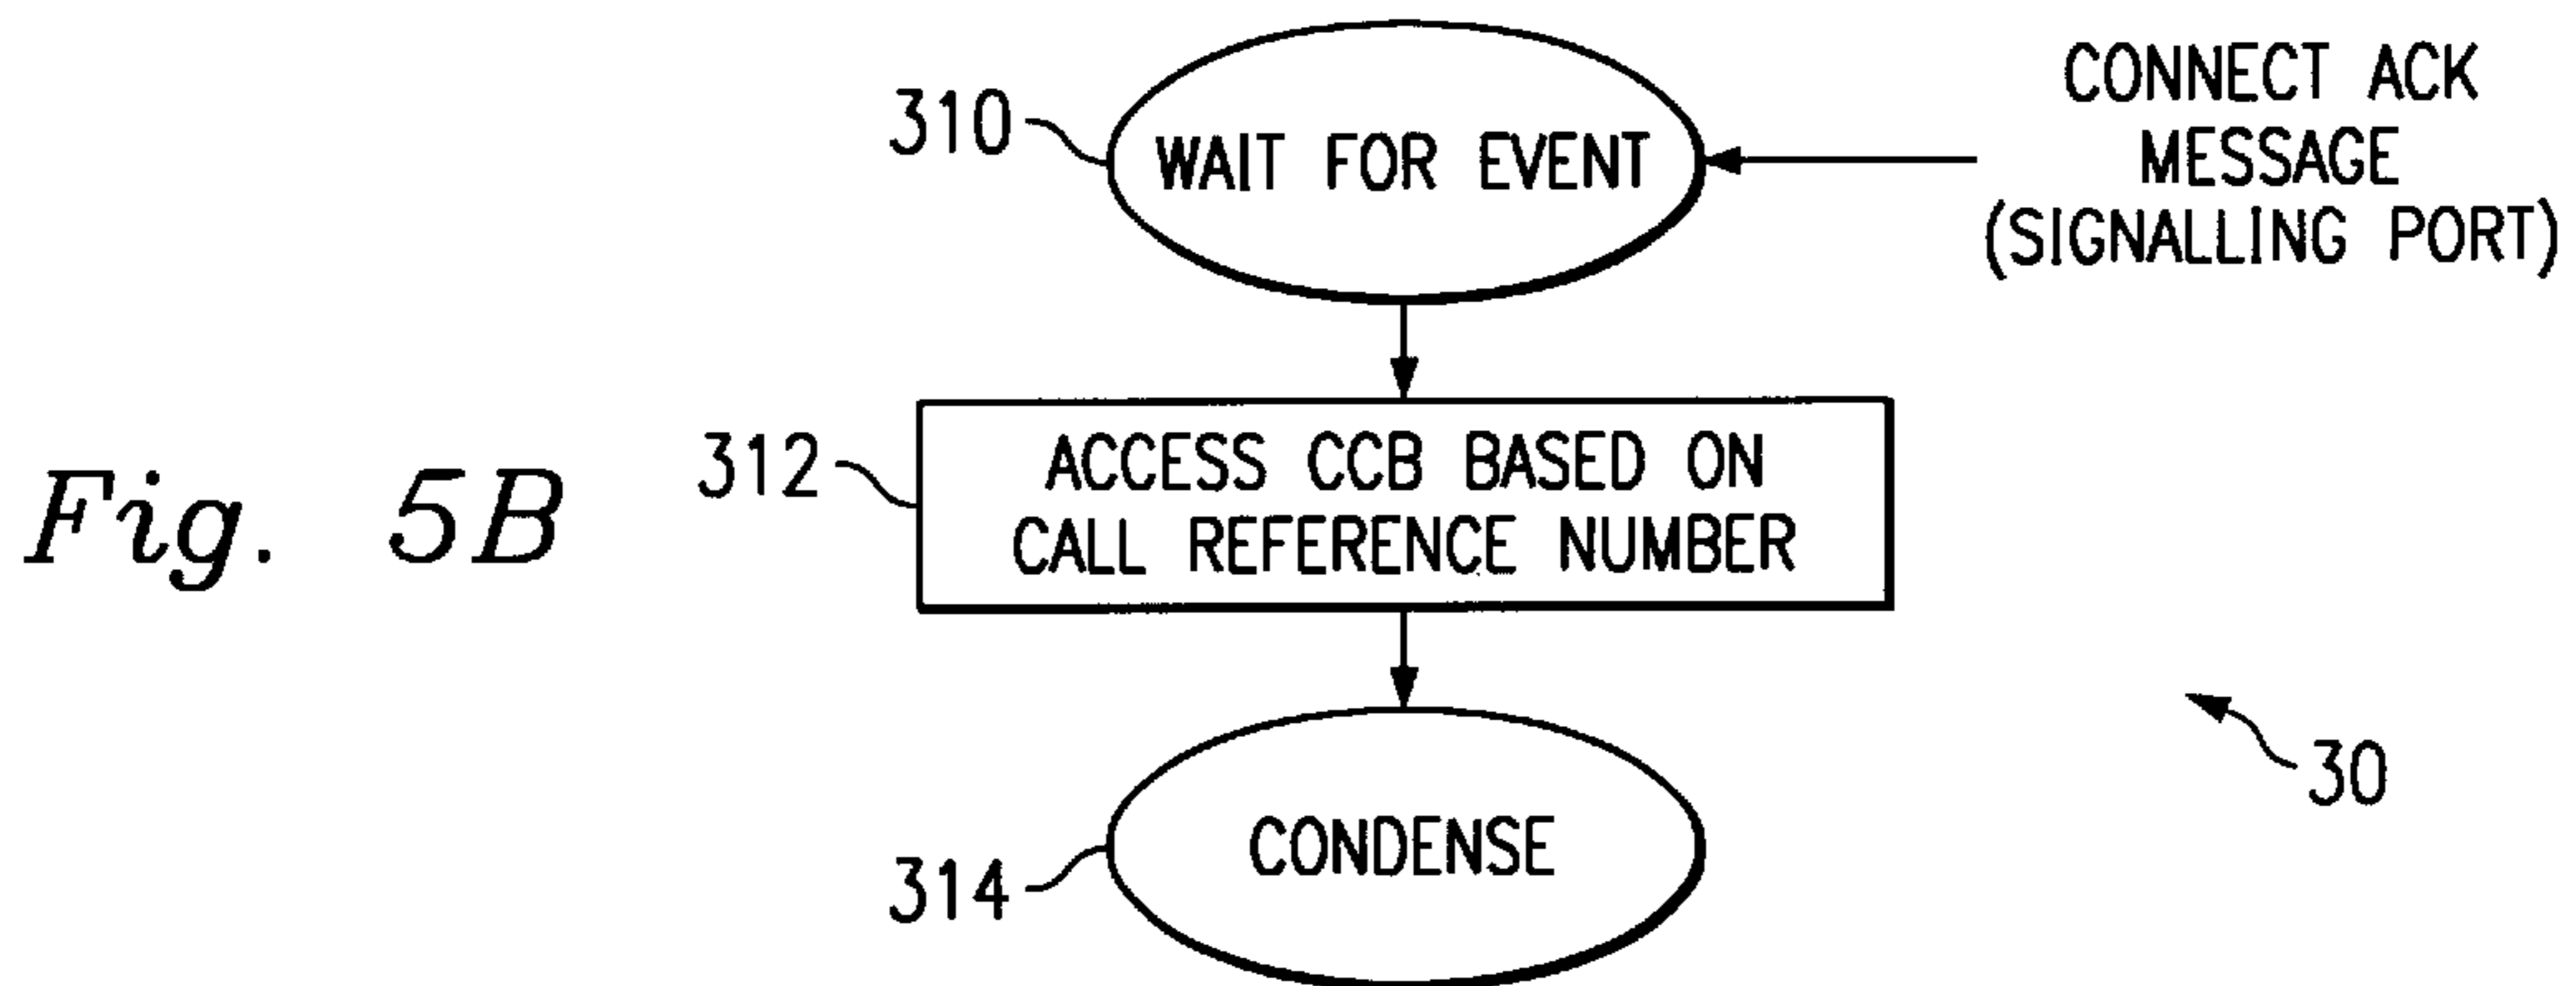 310
WAIT FOR EVENT
CONNECT ACK
MESSAGE
(SIGNALLING PORT)
Fig. 5B
312
ACCESS CCB BASED ON
CALL REFERENCE NUMBER
30
314
CONDENSE